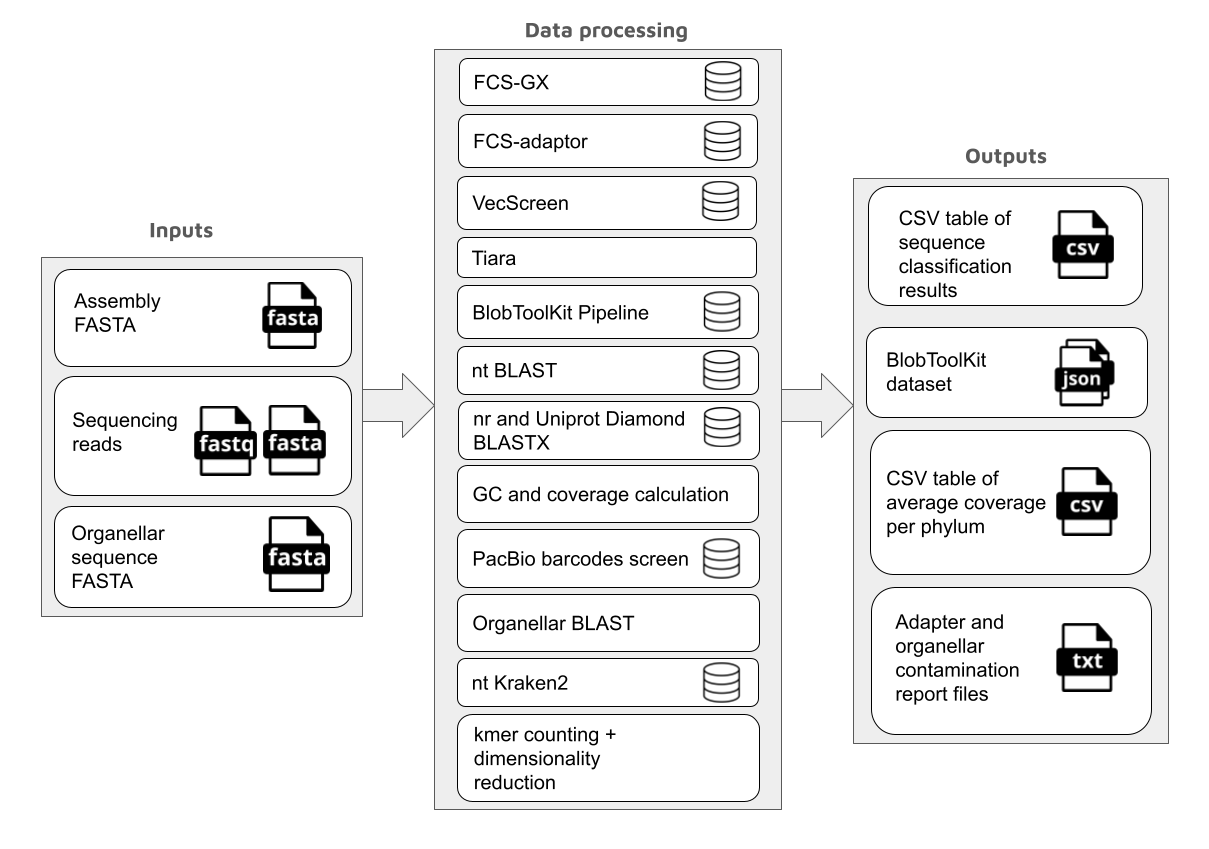 Inputs
Assembly
FASTA
fasta
Sequencing
reads
fastq
fasta
Organellar
sequence
FASTA
fasta
Data processing
FCS-GX
FCS-adaptor
VecScreen
Tiara
BlobToolKit Pipeline
nt BLAST
nr and Uniprot Diamond
BLASTX
GC and coverage calculation
PacBio barcodes screen
Organellar BLAST
nt Kraken2
kmer counting +
dimensionality
reduction
Outputs
CSV table of
sequence
classification
results
csv
BlobToolKit
dataset
json
CSV table of
average coverage
per phylum
csv
Adapter and
organellar
contamination
report files
txt